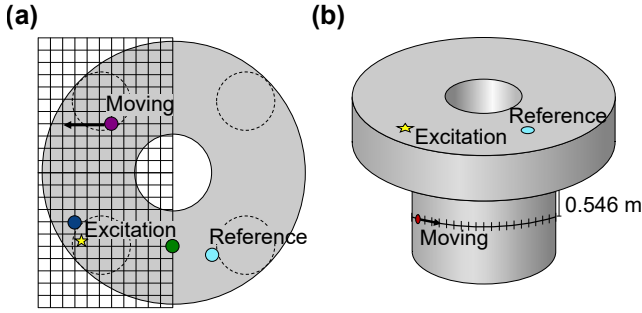 (a)
Moving
Excitation
Reference
(b)
Excitation
Reference
0.546 m
Moving